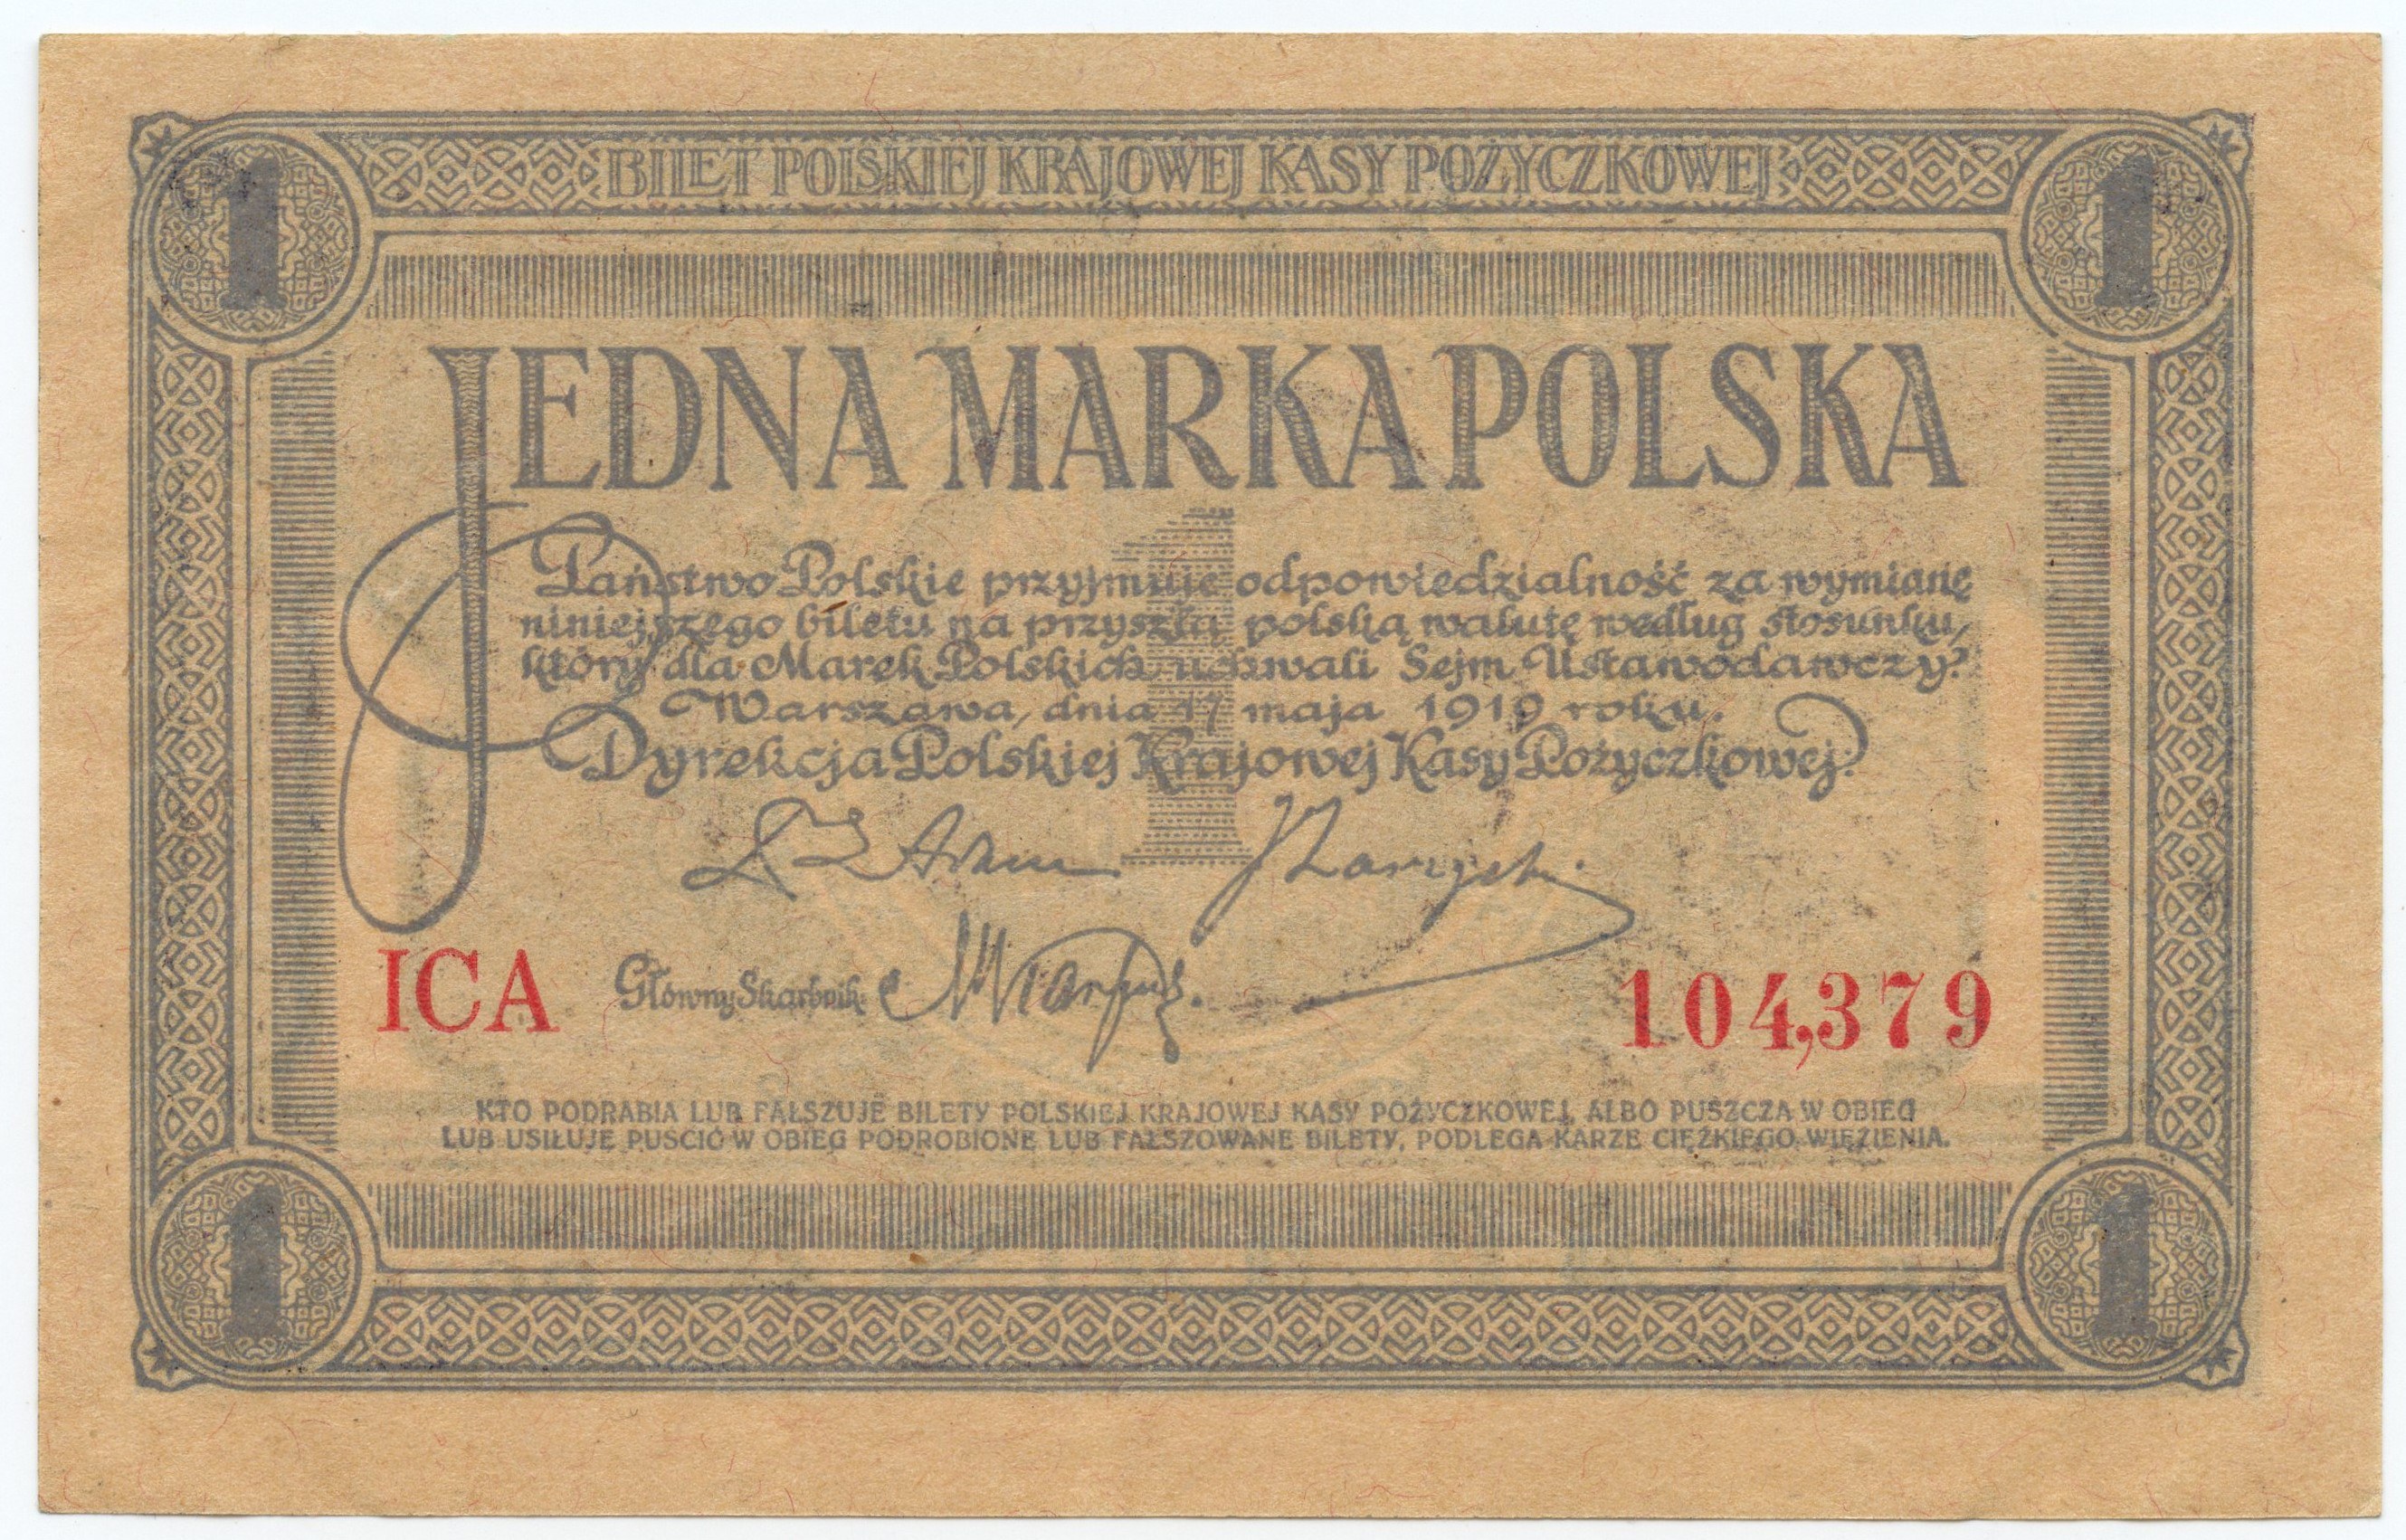 1 BILET POLSKIEJ KRAJOWEJ KASY POŻYCZKOWEJ 1
JEDNA MARKA POLSKA
1
Państwo Polskie przyjmuje odpowiedzialność za wymianę
niniejszego biletu na przyszłą polską walutę według stosunku,
który dla Marek Polskich uchwali Sejm Ustawodawczy.
Warszawa, dnia 17 maja 1919 roku.
Dyrekcja Polskiej Krajowej Kasy Pożyczkowej:
ICA Główny Skarbnik: 104,379
KTO PODRABIA LUB FAŁSZUJE BILETY POLSKIEJ KRAJOWEJ KASY POŻYCZKOWEJ, ALBO PUSZCZA W OBIEG
LUB USIŁUJE PUŚCIĆ W OBIEG PODROBIONE LUB FAŁSZOWANE BILETY, PODLEGA KARZE CIĘŻKIEGO WIĘZIENIA.
1 1